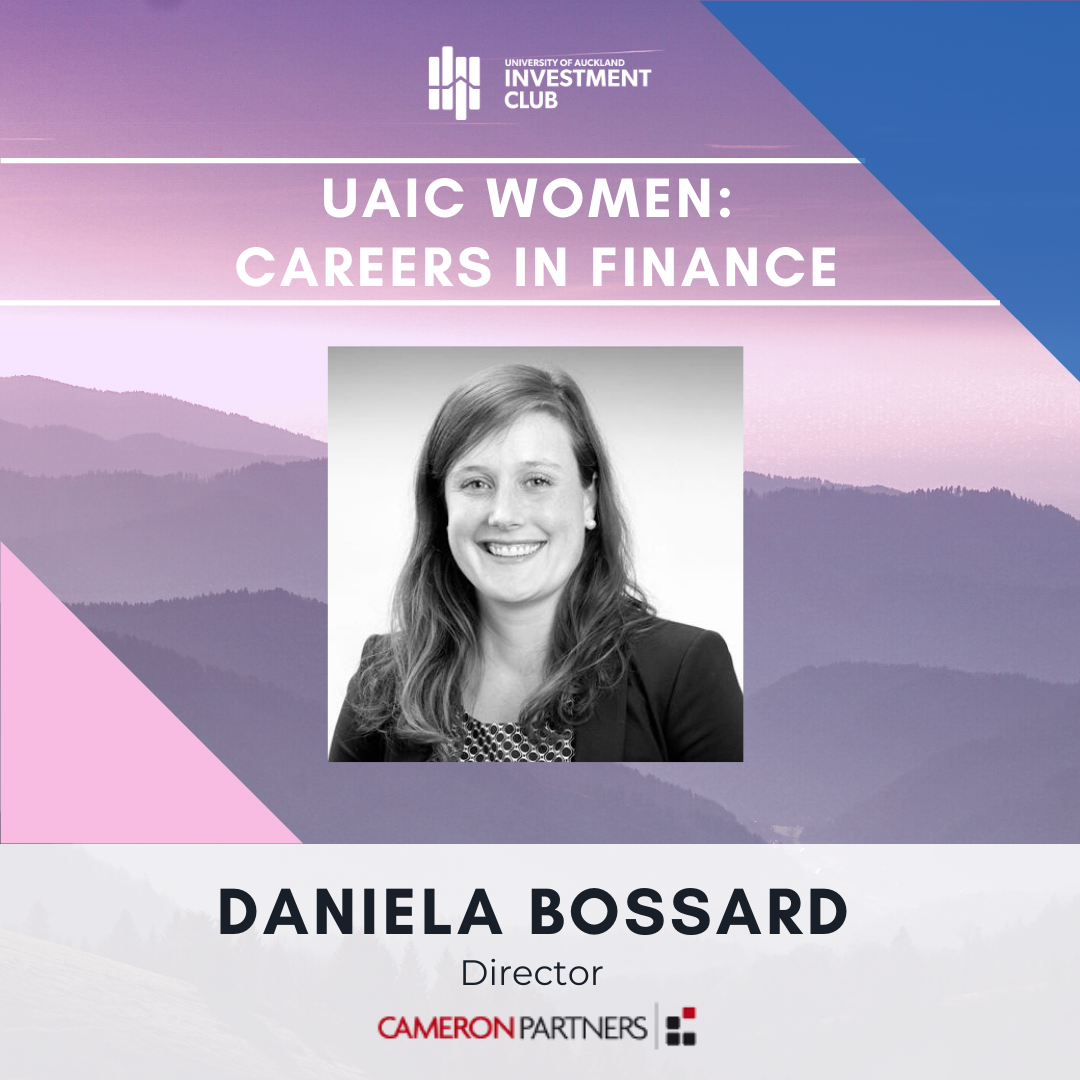 UNIVERSITY OF AUCKLAND
INVESTMENT
CLUB
UAIC WOMEN:
CAREERS IN FINANCE
DANIELA BOSSARD
Director
CAMERON PARTNERS